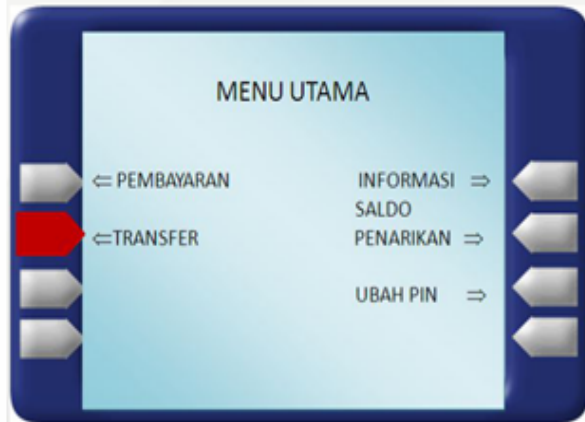 MENU UTAMA
⇐ PEMBAYARAN
INFORMASI ⇒
SALDO
⇐TRANSFER
PENARIKAN ⇒
UBAH PIN ⇒